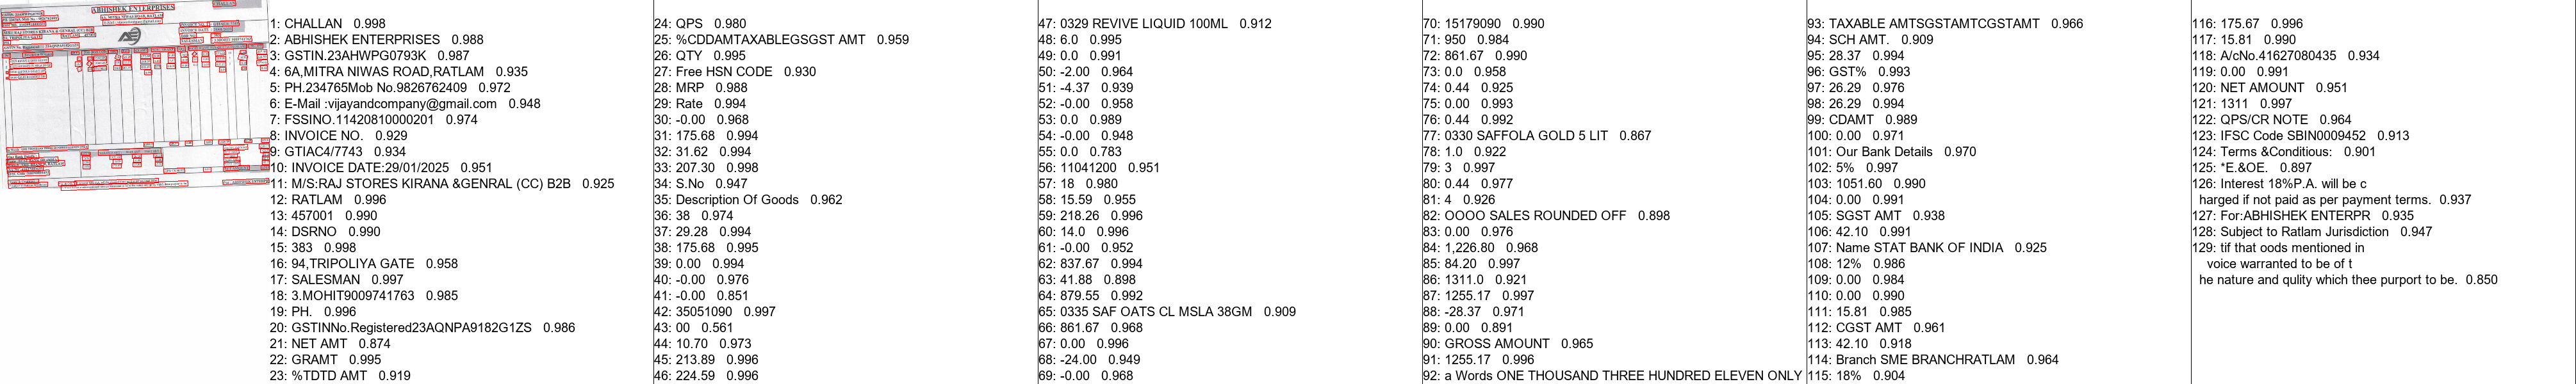 1: CHALLAN 0.998
2: ABHISHEK ENTERPRISES 0.988
3: GSTIN.23AHWPG0793K 0.987
4: 6A,MITRA NIWAS ROAD,RATLAM 0.935
5: PH.234765Mob No.9826762409 0.972
6: E-Mail :vijayandcompany@gmail.com 0.948
7: FSSINO.11420810000201 0.974
8: INVOICE NO. 0.929
9: GTIAC4/7743 0.934
10: INVOICE DATE:29/01/2025 0.951
11: M/S:RAJ STORES KIRANA &GENRAL (CC) B2B 0.925
12: RATLAM 0.996
13: 457001 0.990
14: DSRNO 0.990
15: 383 0.998
16: 94,TRIPOLIYA GATE 0.958
17: SALESMAN 0.997
18: 3.MOHIT9009741763 0.985
19: PH. 0.996
20: GSTINNo.Registered23AQNPA9182G1ZS 0.986
21: NET AMT 0.874
22: GRAMT 0.995
23: %TDTD AMT 0.919
24: QPS 0.980
25: %CDDAMTAXABLEGSGST AMT 0.959
26: QTY 0.995
27: Free HSN CODE 0.930
28: MRP 0.988
29: Rate 0.994
30: -0.00 0.968
31: 175.68 0.994
32: 31.62 0.994
33: 207.30 0.998
34: S.No 0.947
35: Description Of Goods 0.962
36: 38 0.974
37: 29.28 0.994
38: 175.68 0.995
39: 0.00 0.994
40: -0.00 0.976
41: -0.00 0.851
42: 35051090 0.997
43: 00 0.561
44: 10.70 0.973
45: 213.89 0.996
46: 224.59 0.996
47: 0329 REVIVE LIQUID 100ML 0.912
48: 6.0 0.995
49: 0.0 0.991
50: -2.00 0.964
51: -4.37 0.939
52: -0.00 0.958
53: 0.0 0.989
54: -0.00 0.948
55: 0.0 0.783
56: 11041200 0.951
57: 18 0.980
58: 15.59 0.955
59: 218.26 0.996
60: 14.0 0.996
61: -0.00 0.952
62: 837.67 0.994
63: 41.88 0.898
64: 879.55 0.992
65: 0335 SAF OATS CL MSLA 38GM 0.909
66: 861.67 0.968
67: 0.00 0.996
68: -24.00 0.949
69: -0.00 0.968
70: 15179090 0.990
71: 950 0.984
72: 861.67 0.990
73: 0.0 0.958
74: 0.44 0.925
75: 0.00 0.993
76: 0.44 0.992
77: 0330 SAFFOLA GOLD 5 LIT 0.867
78: 1.0 0.922
79: 3 0.997
80: 0.44 0.977
81: 4 0.926
82: OOOO SALES ROUNDED OFF 0.898
83: 0.00 0.976
84: 1,226.80 0.968
85: 84.20 0.997
86: 1311.0 0.921
87: 1255.17 0.997
88: -28.37 0.971
89: 0.00 0.891
90: GROSS AMOUNT 0.965
91: 1255.17 0.996
92: a Words ONE THOUSAND THREE HUNDRED ELEVEN ONLY
93: TAXABLE AMTSGSTAMTCGSTAMT 0.966
94: SCH AMT. 0.909
95: 28.37 0.994
96: GST% 0.993
97: 26.29 0.976
98: 26.29 0.994
99: CDAMT 0.989
100: 0.00 0.971
101: Our Bank Details 0.970
102: 5% 0.997
103: 1051.60 0.990
104: 0.00 0.991
105: SGST AMT 0.938
106: 42.10 0.991
107: Name STAT BANK OF INDIA 0.925
108: 12% 0.986
109: 0.00 0.984
110: 0.00 0.990
111: 15.81 0.985
112: CGST AMT 0.961
113: 42.10 0.918
114: Branch SME BRANCHRATLAM 0.964
115: 18% 0.904
116: 175.67 0.996
117: 15.81 0.990
118: A/cNo.41627080435 0.934
119: 0.00 0.991
120: NET AMOUNT 0.951
121: 1311 0.997
122: QPS/CR NOTE 0.964
123: IFSC Code SBIN0009452 0.913
124: Terms &Conditious: 0.901
125: *E.&OE. 0.897
126: Interest 18%P.A. will be c
harged if not paid as per payment terms. 0.937
127: For:ABHISHEK ENTERPR 0.935
128: Subject to Ratlam Jurisdiction 0.947
129: tif that oods mentioned in
voice warranted to be of t
he nature and qulity which thee purport to be. 0.850